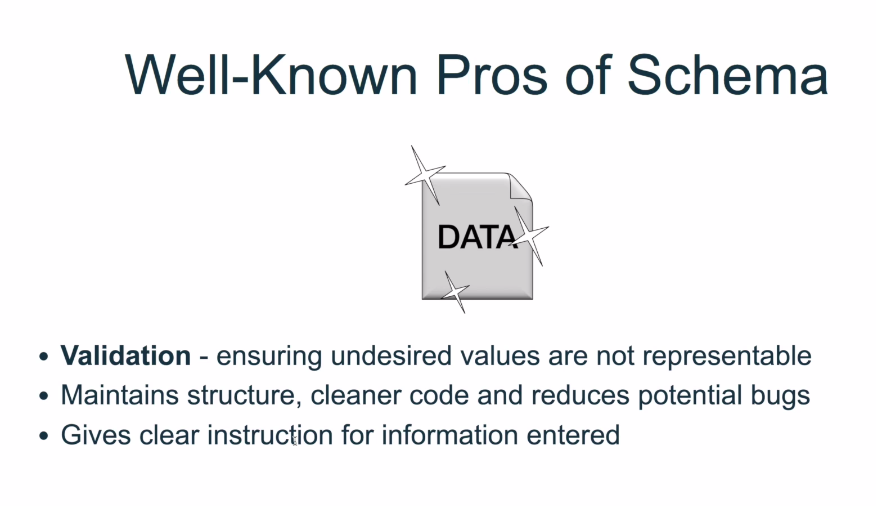 Well-Known Pros of Schema
DATA
• Validation - ensuring undesired values are not representable
• Maintains structure, cleaner code and reduces potential bugs
• Gives clear instruction for information entered